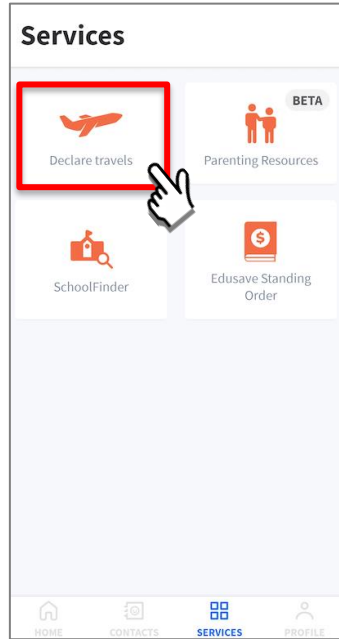 Services
BETA
Declare travels
Parenting Resources
SchoolFinder
Edusave Standing
Order
HOME
CONTACTS
SERVICES
PROFILE